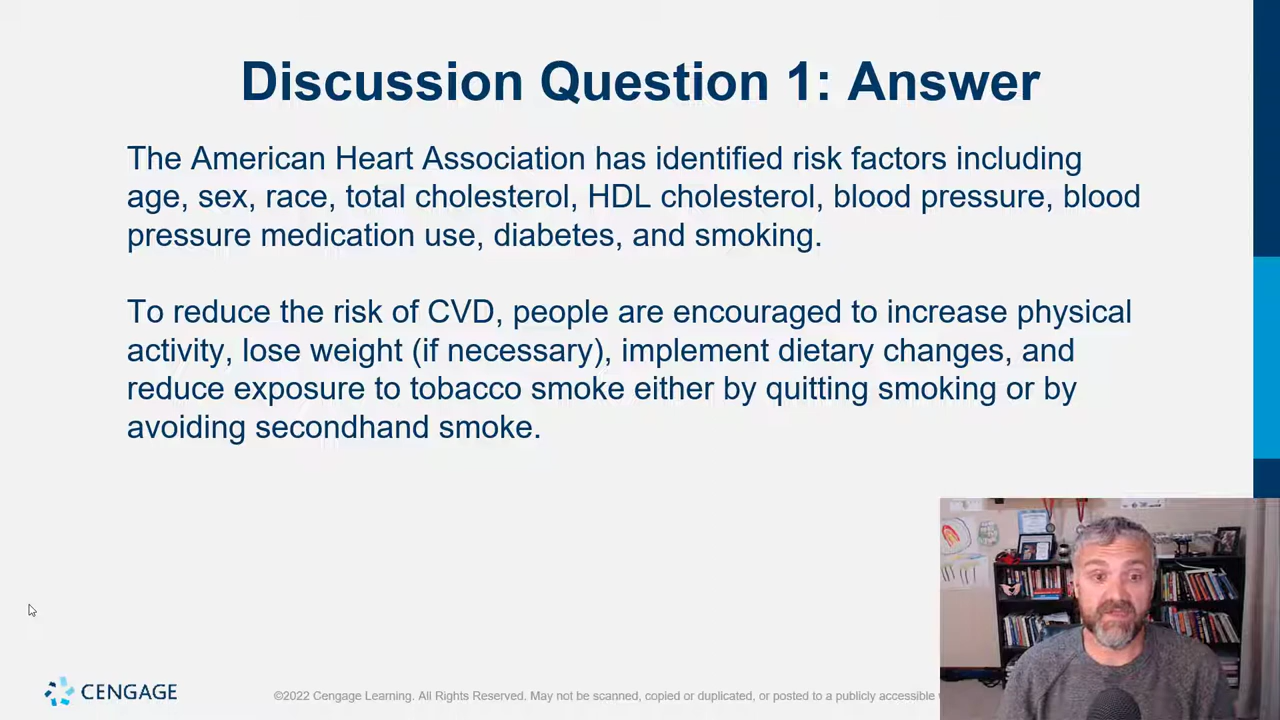 Discussion Question 1: Answer
The American Heart Association has identified risk factors including
age, sex, race, total cholesterol, HDL cholesterol, blood pressure, blood
pressure medication use, diabetes, and smoking.
To reduce the risk of CVD, people are encouraged to increase physical
activity, lose weight (if necessary), implement dietary changes, and
reduce exposure to tobacco smoke either by quitting smoking or by
avoiding secondhand smoke.
CENGAGE
©2022 Cengage Learning. All Rights Reserved. May not be scanned, copied or duplicated, or posted to a publicly accessible